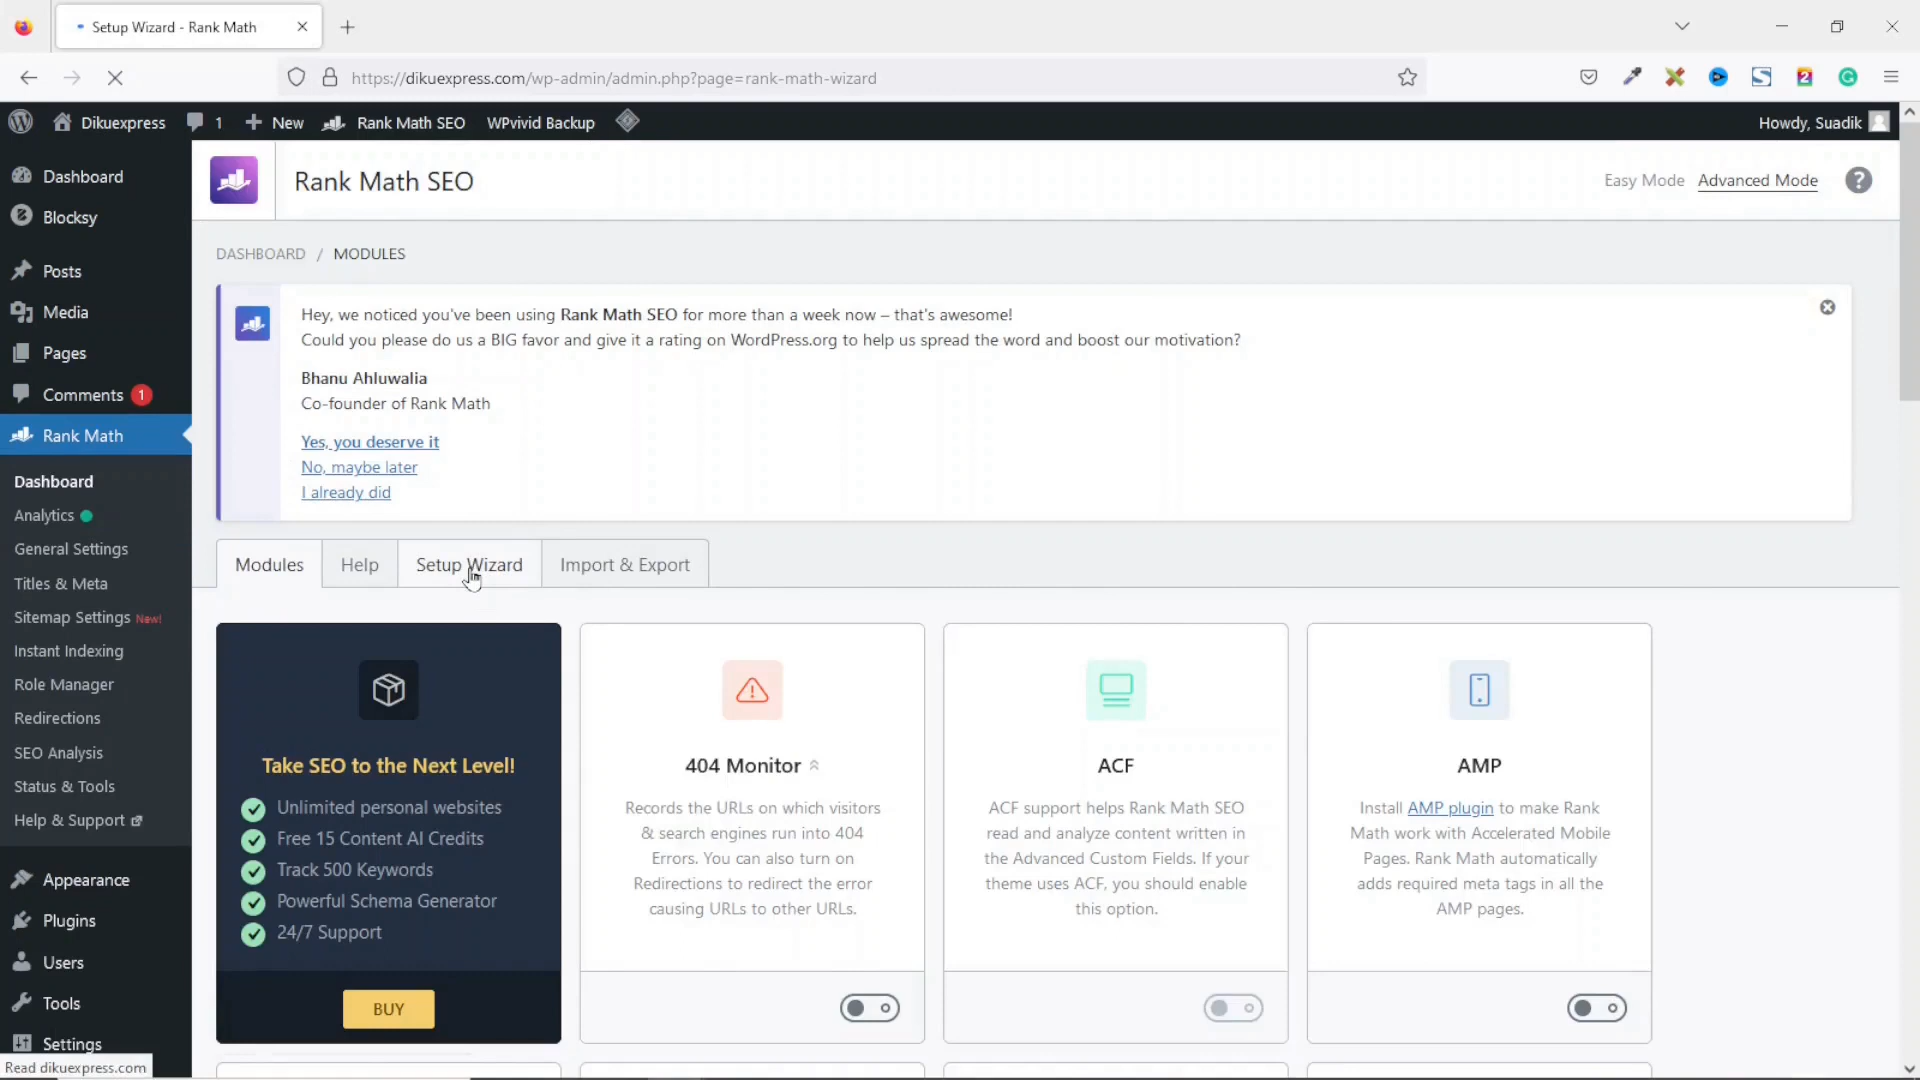 Setup Wizard - Rank Math
https://dikuexpress.com/wp-admin/admin.php?page=rank-math-wizard
Dikuexpress 1 New Rank Math SEO WPvivid Backup Howdy, Suadik
Dashboard
Blocksy
Posts
Media
Pages
Comments 1
Rank Math
Dashboard
Analytics
General Settings
Titles & Meta
Sitemap Settings New!
Instant Indexing
Role Manager
Redirections
SEO Analysis
Status & Tools
Help & Support
Appearance
Plugins
Users
Tools
Settings
Read dikuexpress.com
Rank Math SEO
Easy Mode Advanced Mode ?
DASHBOARD / MODULES
Hey, we noticed you've been using Rank Math SEO for more than a week now – that's awesome!
Could you please do us a BIG favor and give it a rating on WordPress.org to help us spread the word and boost our motivation?
Bhanu Ahluwalia
Co-founder of Rank Math
Yes, you deserve it
No, maybe later
I already did
Modules Help Setup Wizard Import & Export
Take SEO to the Next Level!
Unlimited personal websites
Free 15 Content AI Credits
Track 500 Keywords
Powerful Schema Generator
24/7 Support
BUY
404 Monitor
Records the URLs on which visitors
& search engines run into 404
Errors. You can also turn on
Redirections to redirect the error
causing URLs to other URLs.
ACF
ACF support helps Rank Math SEO
read and analyze content written in
the Advanced Custom Fields. If your
theme uses ACF, you should enable
this option.
AMP
Install AMP plugin to make Rank
Math work with Accelerated Mobile
Pages. Rank Math automatically
adds required meta tags in all the
AMP pages.